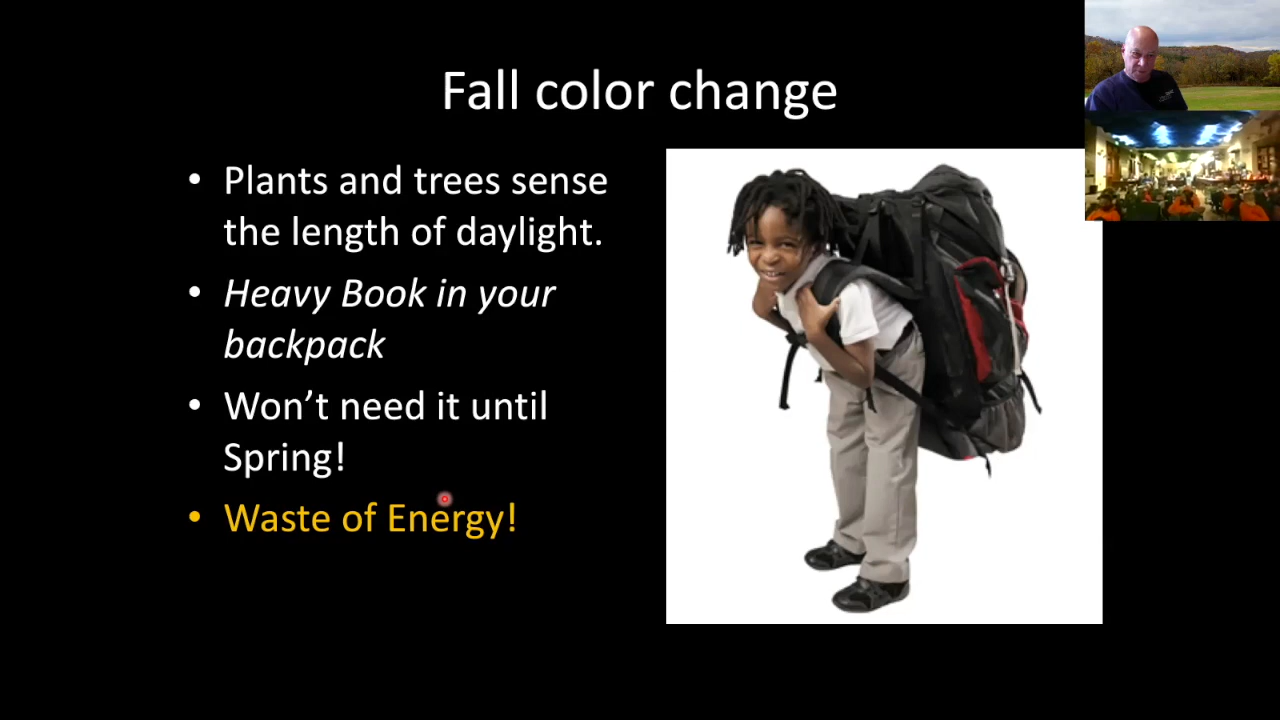 Fall color change
• Plants and trees sense
the length of daylight.
• Heavy Book in your
backpack
• Won’t need it until
Spring!
• Waste of Energy!